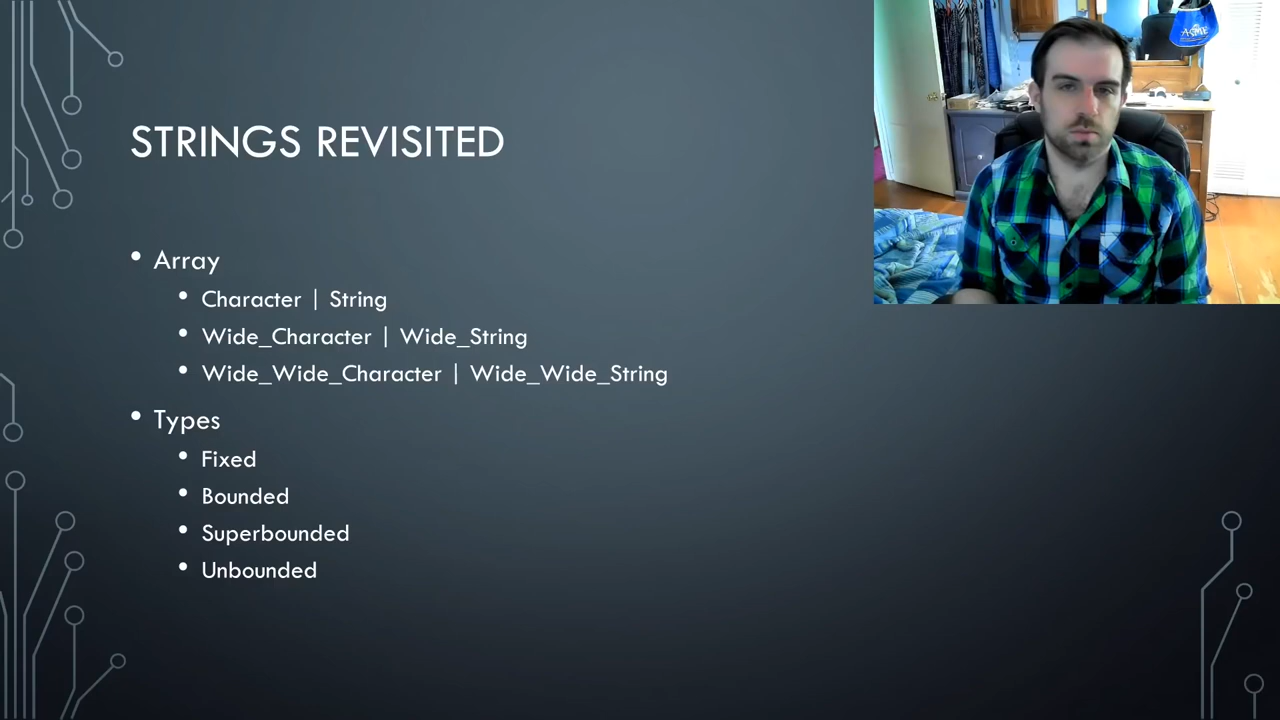 STRINGS REVISITED
• Array
• Character | String
• Wide_Character | Wide_String
• Wide_Wide_Character | Wide_Wide_String
• Types
• Fixed
• Bounded
• Superbounded
• Unbounded